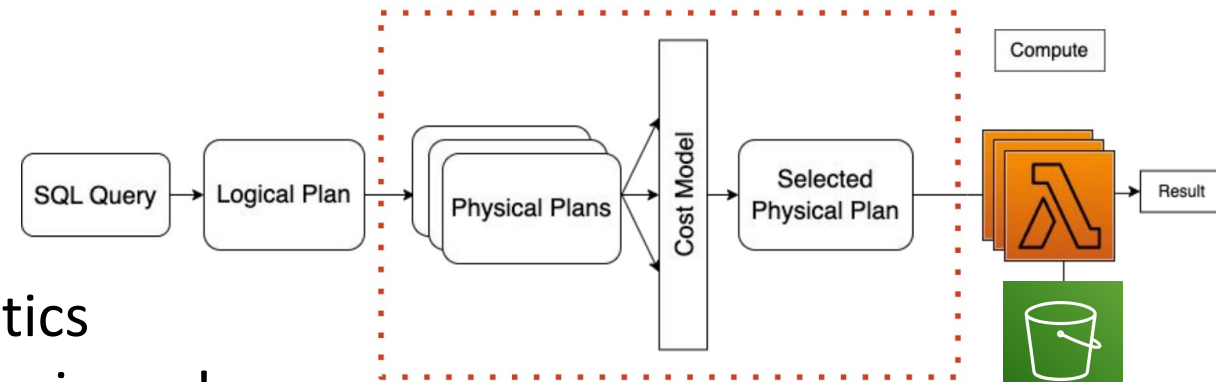 Compute
SQL Query
Logical Plan
Physical Plans
Cost Model
Selected
Physical Plan
Result
tics